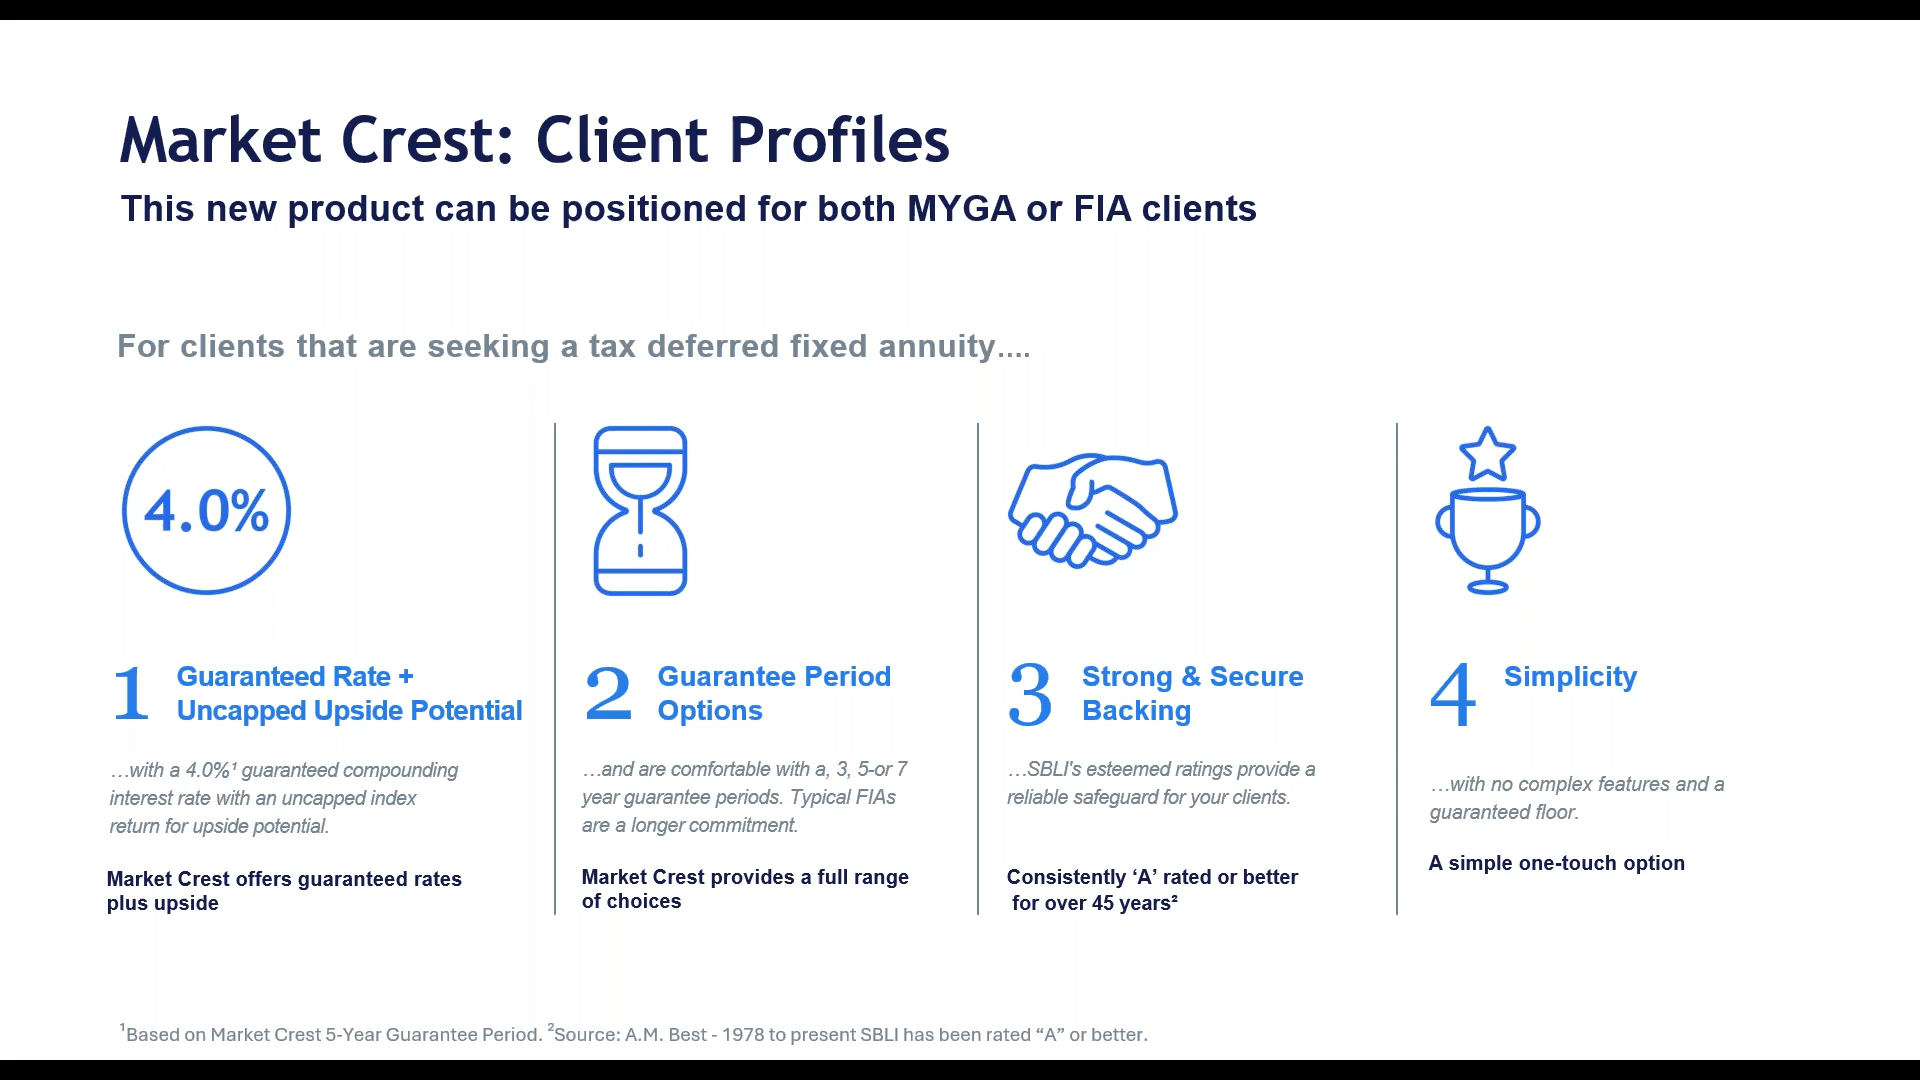 Market Crest: Client Profiles
This new product can be positioned for both MYGA or FIA clients
For clients that are seeking a tax deferred fixed annuity....
4.0%
1 Guaranteed Rate +
Uncapped Upside Potential
…with a 4.0%¹ guaranteed compounding
interest rate with an uncapped index
return for upside potential.
Market Crest offers guaranteed rates
plus upside
2 Guarantee Period
Options
…and are comfortable with a, 3, 5-or 7
year guarantee periods. Typical FIAs
are a longer commitment.
Market Crest provides a full range
of choices
3 Strong & Secure
Backing
…SBLI's esteemed ratings provide a
reliable safeguard for your clients.
Consistently ‘A’ rated or better
for over 45 years²
4 Simplicity
…with no complex features and a
guaranteed floor.
A simple one-touch option
¹Based on Market Crest 5-Year Guarantee Period. ²Source: A.M. Best - 1978 to present SBLI has been rated “A” or better.